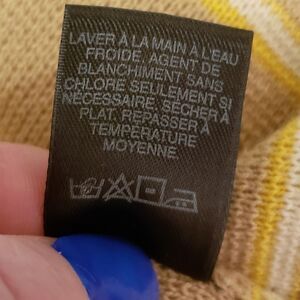 LAVER À LA MAIN À L'EAU
FROIDE, AGENT DE
BLANCHIMENT SANS
CHLORE SEULEMENT SI
NÉCESSAIRE, SÉCHER À
PLAT, REPASSER À
TEMPÉRATURE
MOYENNE.